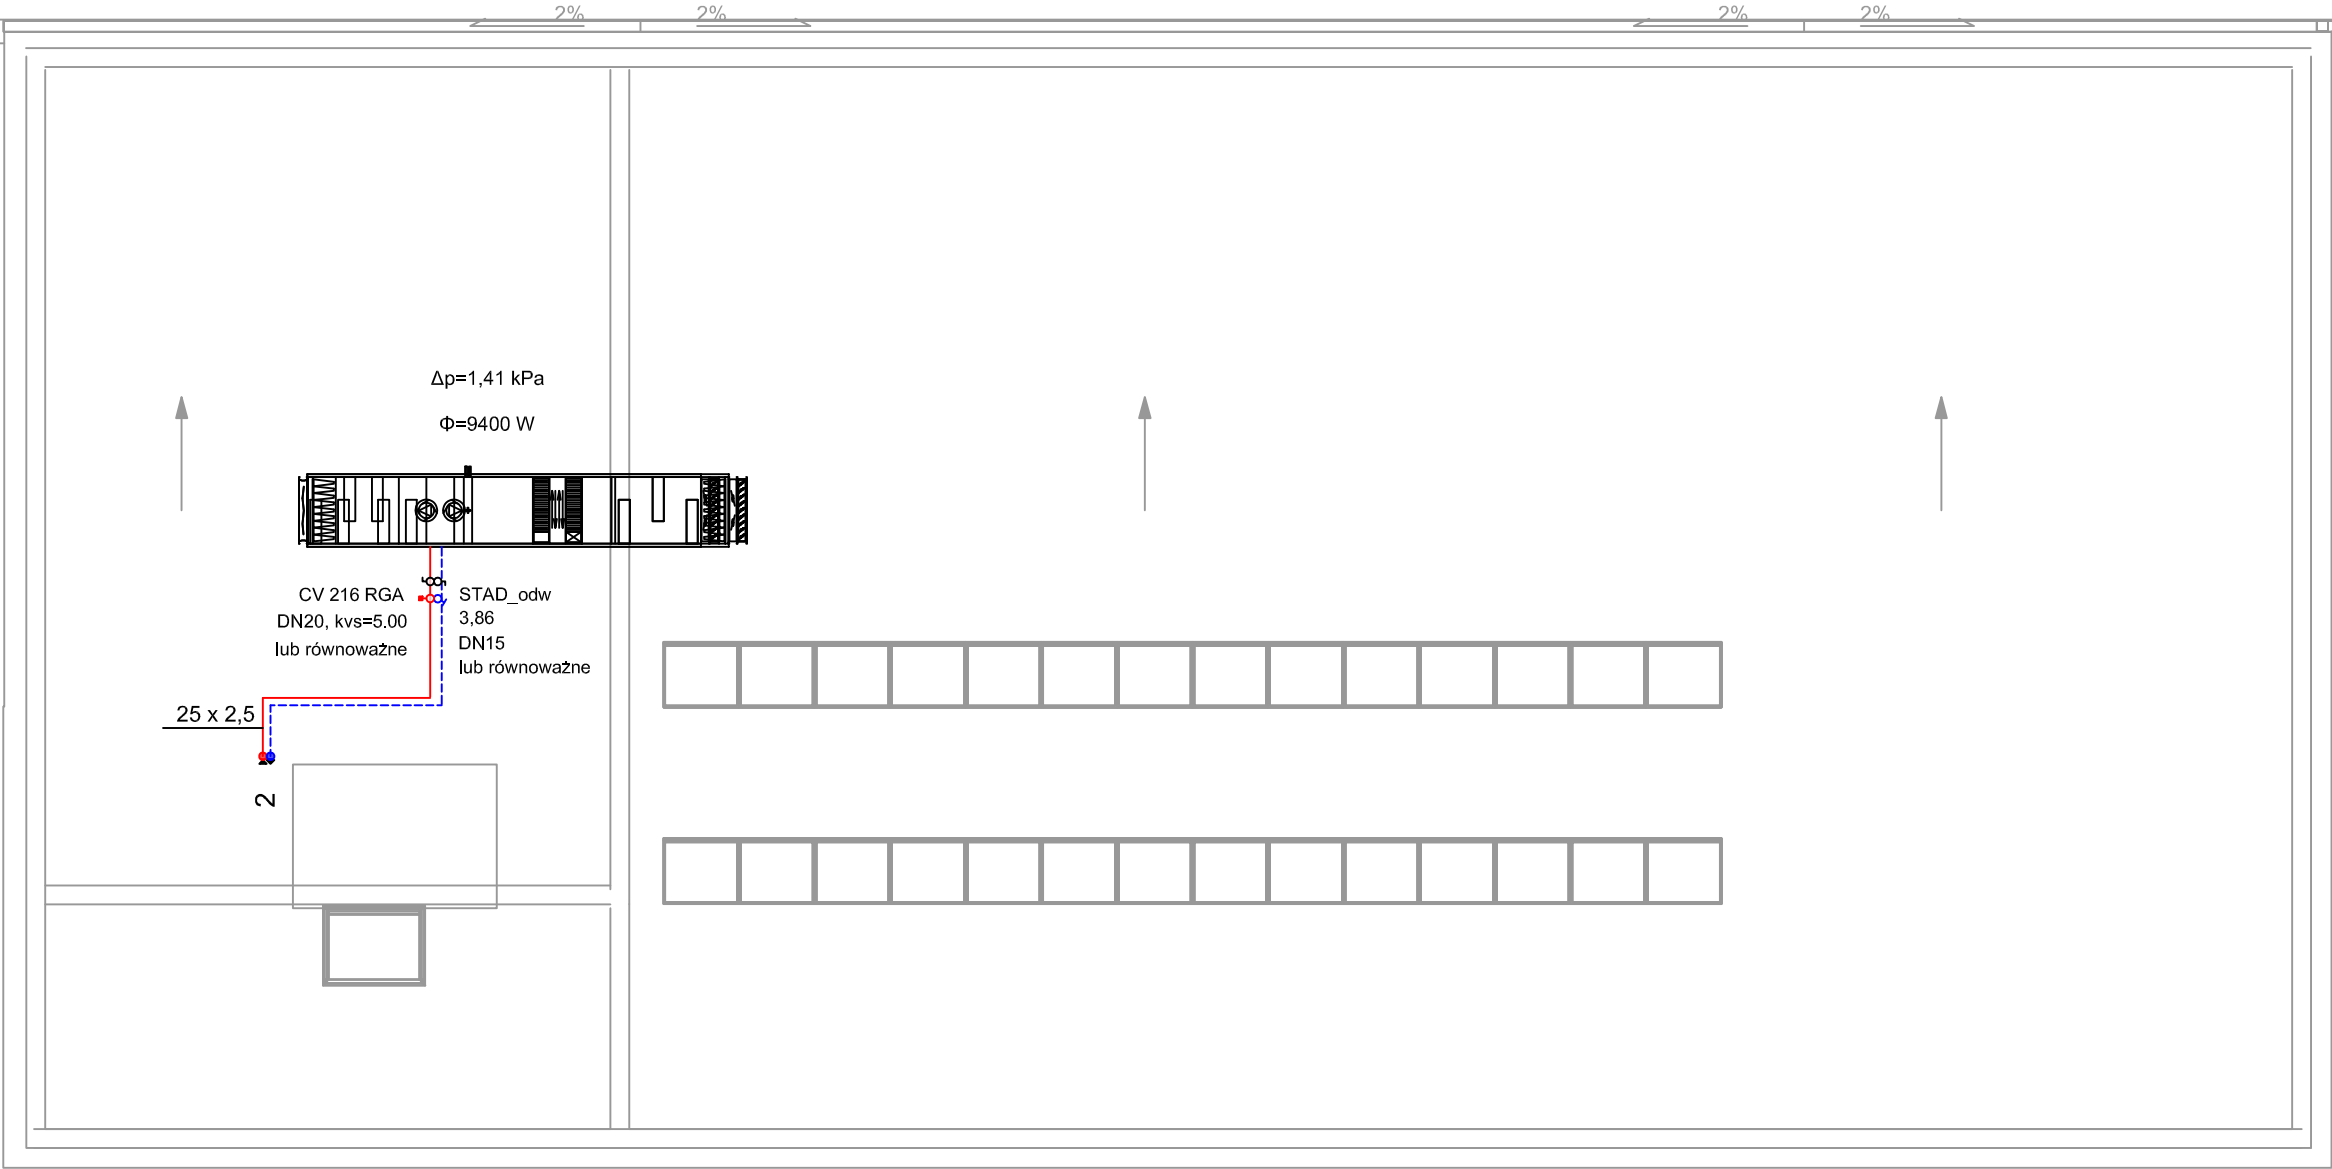 2%
2%
2%
2%
Δp=1,41 kPa
Φ=9400 W
CV 216 RGA
DN20, kvs=5.00
lub równoważne
STAD_odw
3,86
DN15
lub równoważne
25 x 2,5
2